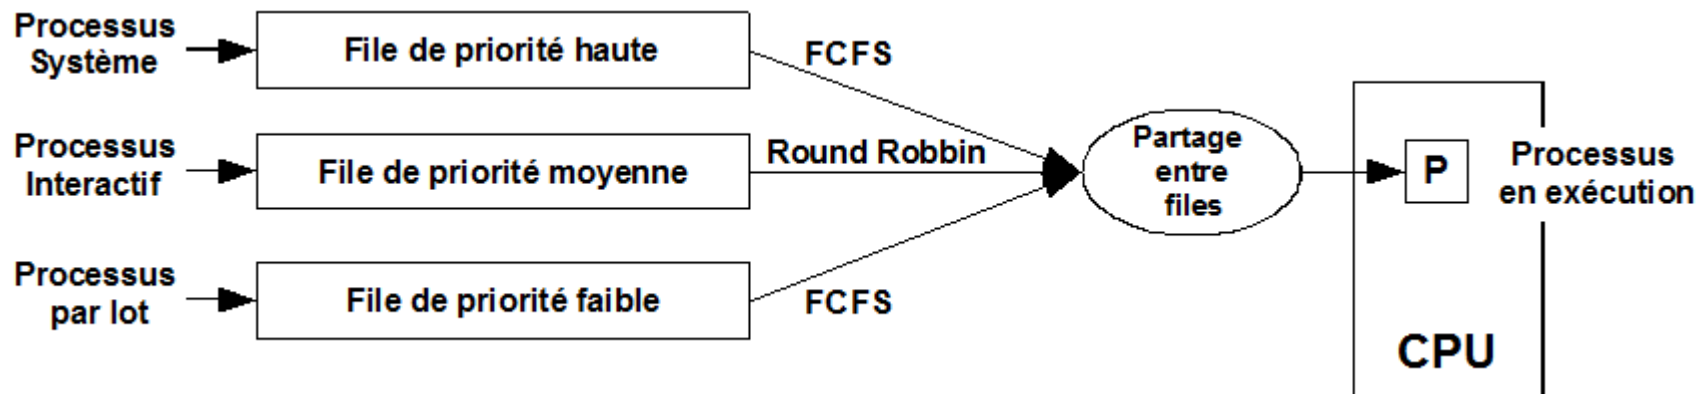 Processus
Système
File de priorité haute
FCFS
Processus
Interactif
File de priorité moyenne
Round Robbin
Partage
entre
files
P
Processus
en exécution
Processus
par lot
File de priorité faible
FCFS
CPU